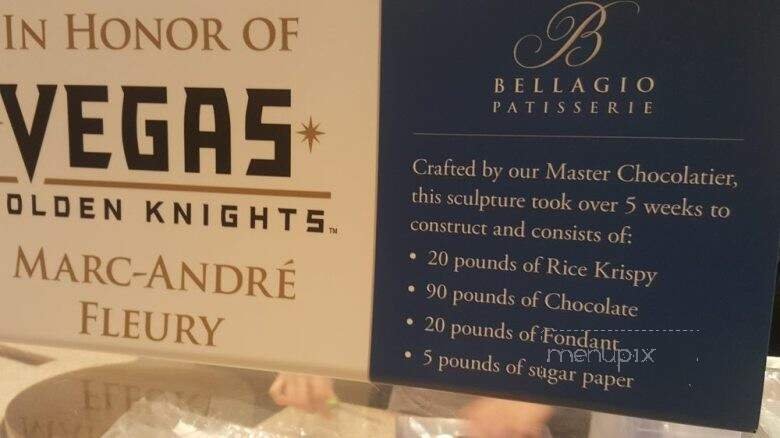 IN HONOR OF
VEGAS
OLDEN KNIGHTS™
MARC-ANDRÉ
FLEURY
B
BELLAGIO
PATISSERIE
Crafted by our Master Chocolatier,
this sculpture took over 5 weeks to
construct and consists of:
• 20 pounds of Rice Krispy
• 90 pounds of Chocolate
• 20 pounds of Fondant
• 5 pounds of sugar paper
menupix